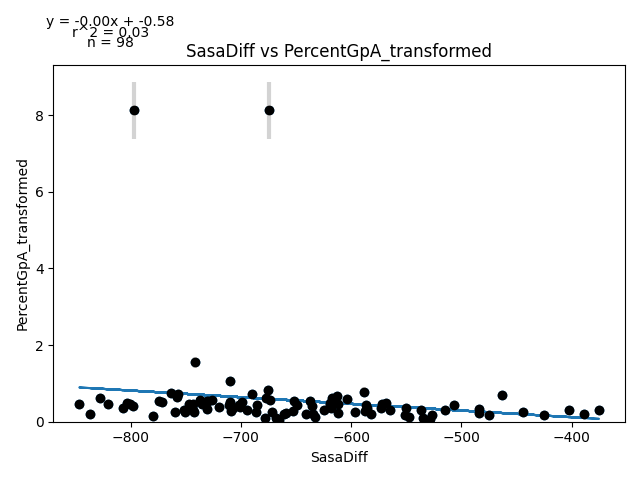 y = -0.00x + -0.58
r^2 = 0.03
n = 98
SasaDiff vs PercentGpA_transformed
8
6
4
2
0
PercentGpA_transformed
−800 −700 −600 −500 −400
SasaDiff